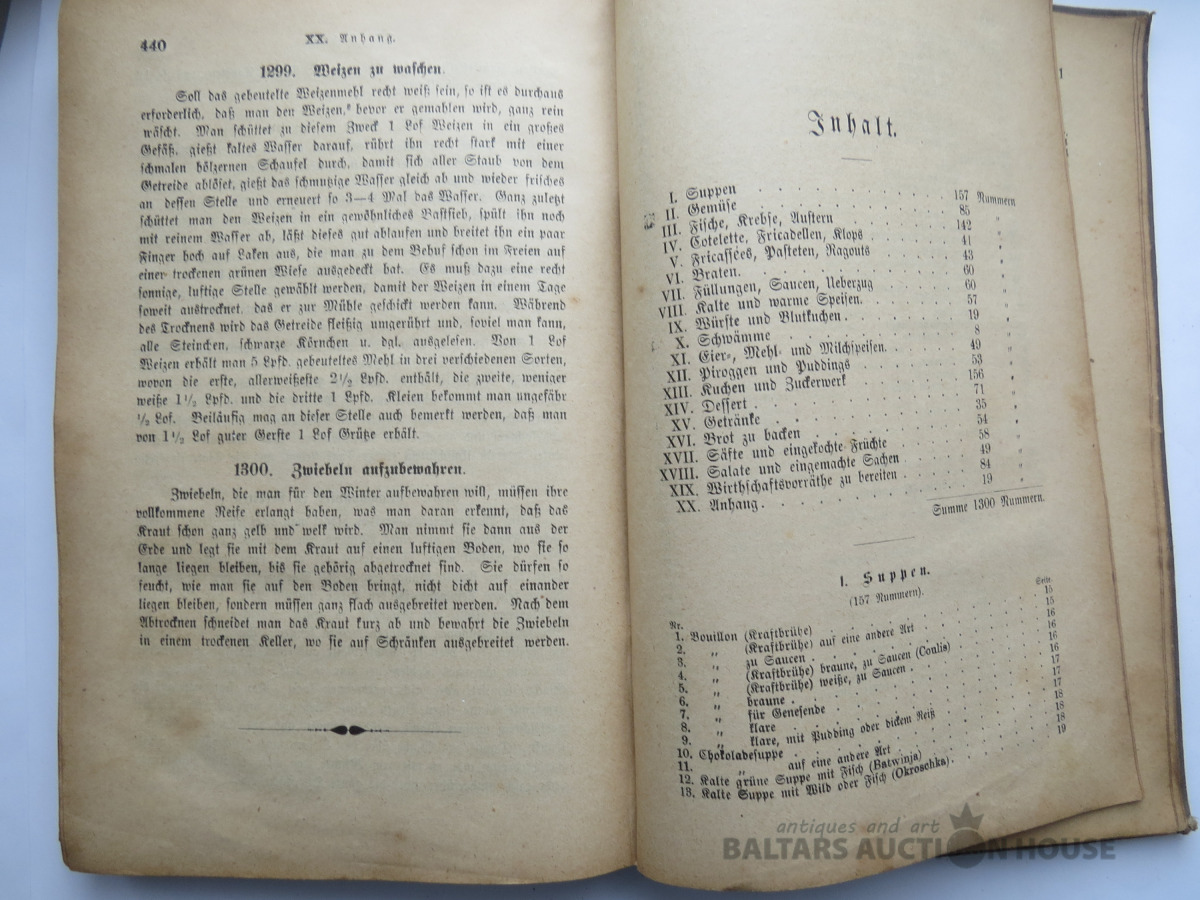 440
XX. Anhang.
1299. Weizen zu waschen.
Soll das gebeutelte Weizenmehl recht weiß sein, so ist es durchaus
erforderlich, daß man den Weizen, bevor er gemahlen wird, ganz rein
wäscht. Man schüttet zu diesem Zweck 1 Lof Weizen in ein großes
Gefäß, gießt kaltes Wasser darauf, rührt ihn recht stark mit einer
schmalen hölzernen Schaufel durch, damit sich aller Staub von dem
Getreide ablöset, gießt das schmutzige Wasser gleich ab und wieder frisches
an dessen Stelle und erneuert so 3—4 Mal das Wasser. Ganz zuletzt
schüttet man den Weizen in ein gewöhnliches Bastsieb, spült ihn noch
mit reinem Wasser ab, läßt dieses gut ablaufen und breitet ihn ein paar
Finger hoch auf Laken aus, die man zu dem Behuf schon im Freien auf
einer trockenen grünen Wiese ausgedeckt hat. Es muß dazu eine recht
sonnige, luftige Stelle gewählt werden, damit der Weizen in einem Tage
soweit austrocknet, das er zur Mühle geschickt werden kann. Während
des Trocknens wird das Getreide fleißig umgerührt und, soviel man kann,
alle Steinchen, schwarze Körnchen u. dgl. ausgelesen. Von 1 Lof
Weizen erhält man 5 Lpfd. gebeuteltes Mehl in drei verschiedenen Sorten,
wovon die erste, allerweißeste 2 1/2 Lpfd. enthält, die zweite, weniger
weiße 1 1/2 Lpfd. und die dritte 1 Lpfd. Kleien bekommt man ungefähr
1/2 Lof. Beiläufig mag an dieser Stelle auch bemerkt werden, daß man
von 1 1/2 Lof guter Gerste 1 Lof Grütze erhält.
1300. Zwiebeln aufzubewahren.
Zwiebeln, die man für den Winter aufbewahren will, müssen ihre
vollkommene Reife erlangt haben, was man daran erkennt, daß das
Kraut schon ganz gelb und welk wird. Man nimmt sie dann aus der
Erde und legt sie mit dem Kraut auf einen luftigen Boden, wo sie so
lange liegen bleiben, bis sie gehörig abgetrocknet sind. Sie dürfen so
feucht, wie man sie auf den Boden bringt, nicht dicht auf einander
liegen bleiben, sondern müssen ganz flach ausgebreitet werden. Nach dem
Abtrocknen schneidet man das Kraut kurz ab und bewahrt die Zwiebeln
in einem trockenen Keller, wo sie auf Schränken ausgebreitet werden.
Inhalt.
I. Suppen . . . . . 157 Nummern
II. Gemüse . . . . . 85 "
III. Fische, Krebse, Austern . . . . . 142 "
IV. Cotelette, Fricadellen, Klops . . . . . 41 "
V. Fricassées, Pasteten, Ragouts . . . . . 43 "
VI. Braten. . . . . . 60 "
VII. Füllungen, Saucen, Ueberzug . . . . . 60 "
VIII. Kalte und warme Speisen. . . . . . 57 "
IX. Würste und Blutkuchen. . . . . . 19 "
X. Schwämme . . . . . 8 "
XI. Eier-, Mehl- und Milchspeisen. . . . . . 49 "
XII. Piroggen und Puddings . . . . . 53 "
XIII. Kuchen und Zuckerwerk . . . . . 156 "
XIV. Dessert . . . . . 71 "
XV. Getränke . . . . . 35 "
XVI. Brot zu backen . . . . . 54 "
XVII. Säfte und eingekochte Früchte . . . . . 58 "
XVIII. Salate und eingemachte Sachen . . . . . 49 "
XIX. Wirthschaftsvorräthe zu bereiten . . . . . 84 "
XX. Anhang. . . . . . 19 "
Summe 1300 Nummern.
I. Suppen.
(157 Nummern).
Nr. Seite.
1. Bouillon (Kraftbrühe) . . . . . 15
2. " (Kraftbrühe) auf eine andere Art . . . . . 15
3. " zu Saucen . . . . . 16
4. " (Kraftbrühe) braune, zu Saucen (Coulis) . . . . . 16
5. " (Kraftbrühe) weiße, zu Saucen . . . . . 16
6. " braune . . . . . 16
7. " für Genesende . . . . . 17
8. " klare . . . . . 17
9. " klare, mit Pudding oder dickem Reiß . . . . . 17
10. Chokoladesuppe . . . . . 18
11. " auf eine andere Art . . . . . 18
12. Kalte grüne Suppe mit Fisch (Batwinja) . . . . . 18
13. Kalte Suppe mit Wild oder Fisch (Okroschka). . . . . . 19
antiques and art
BALTARS AUCTION HOUSE